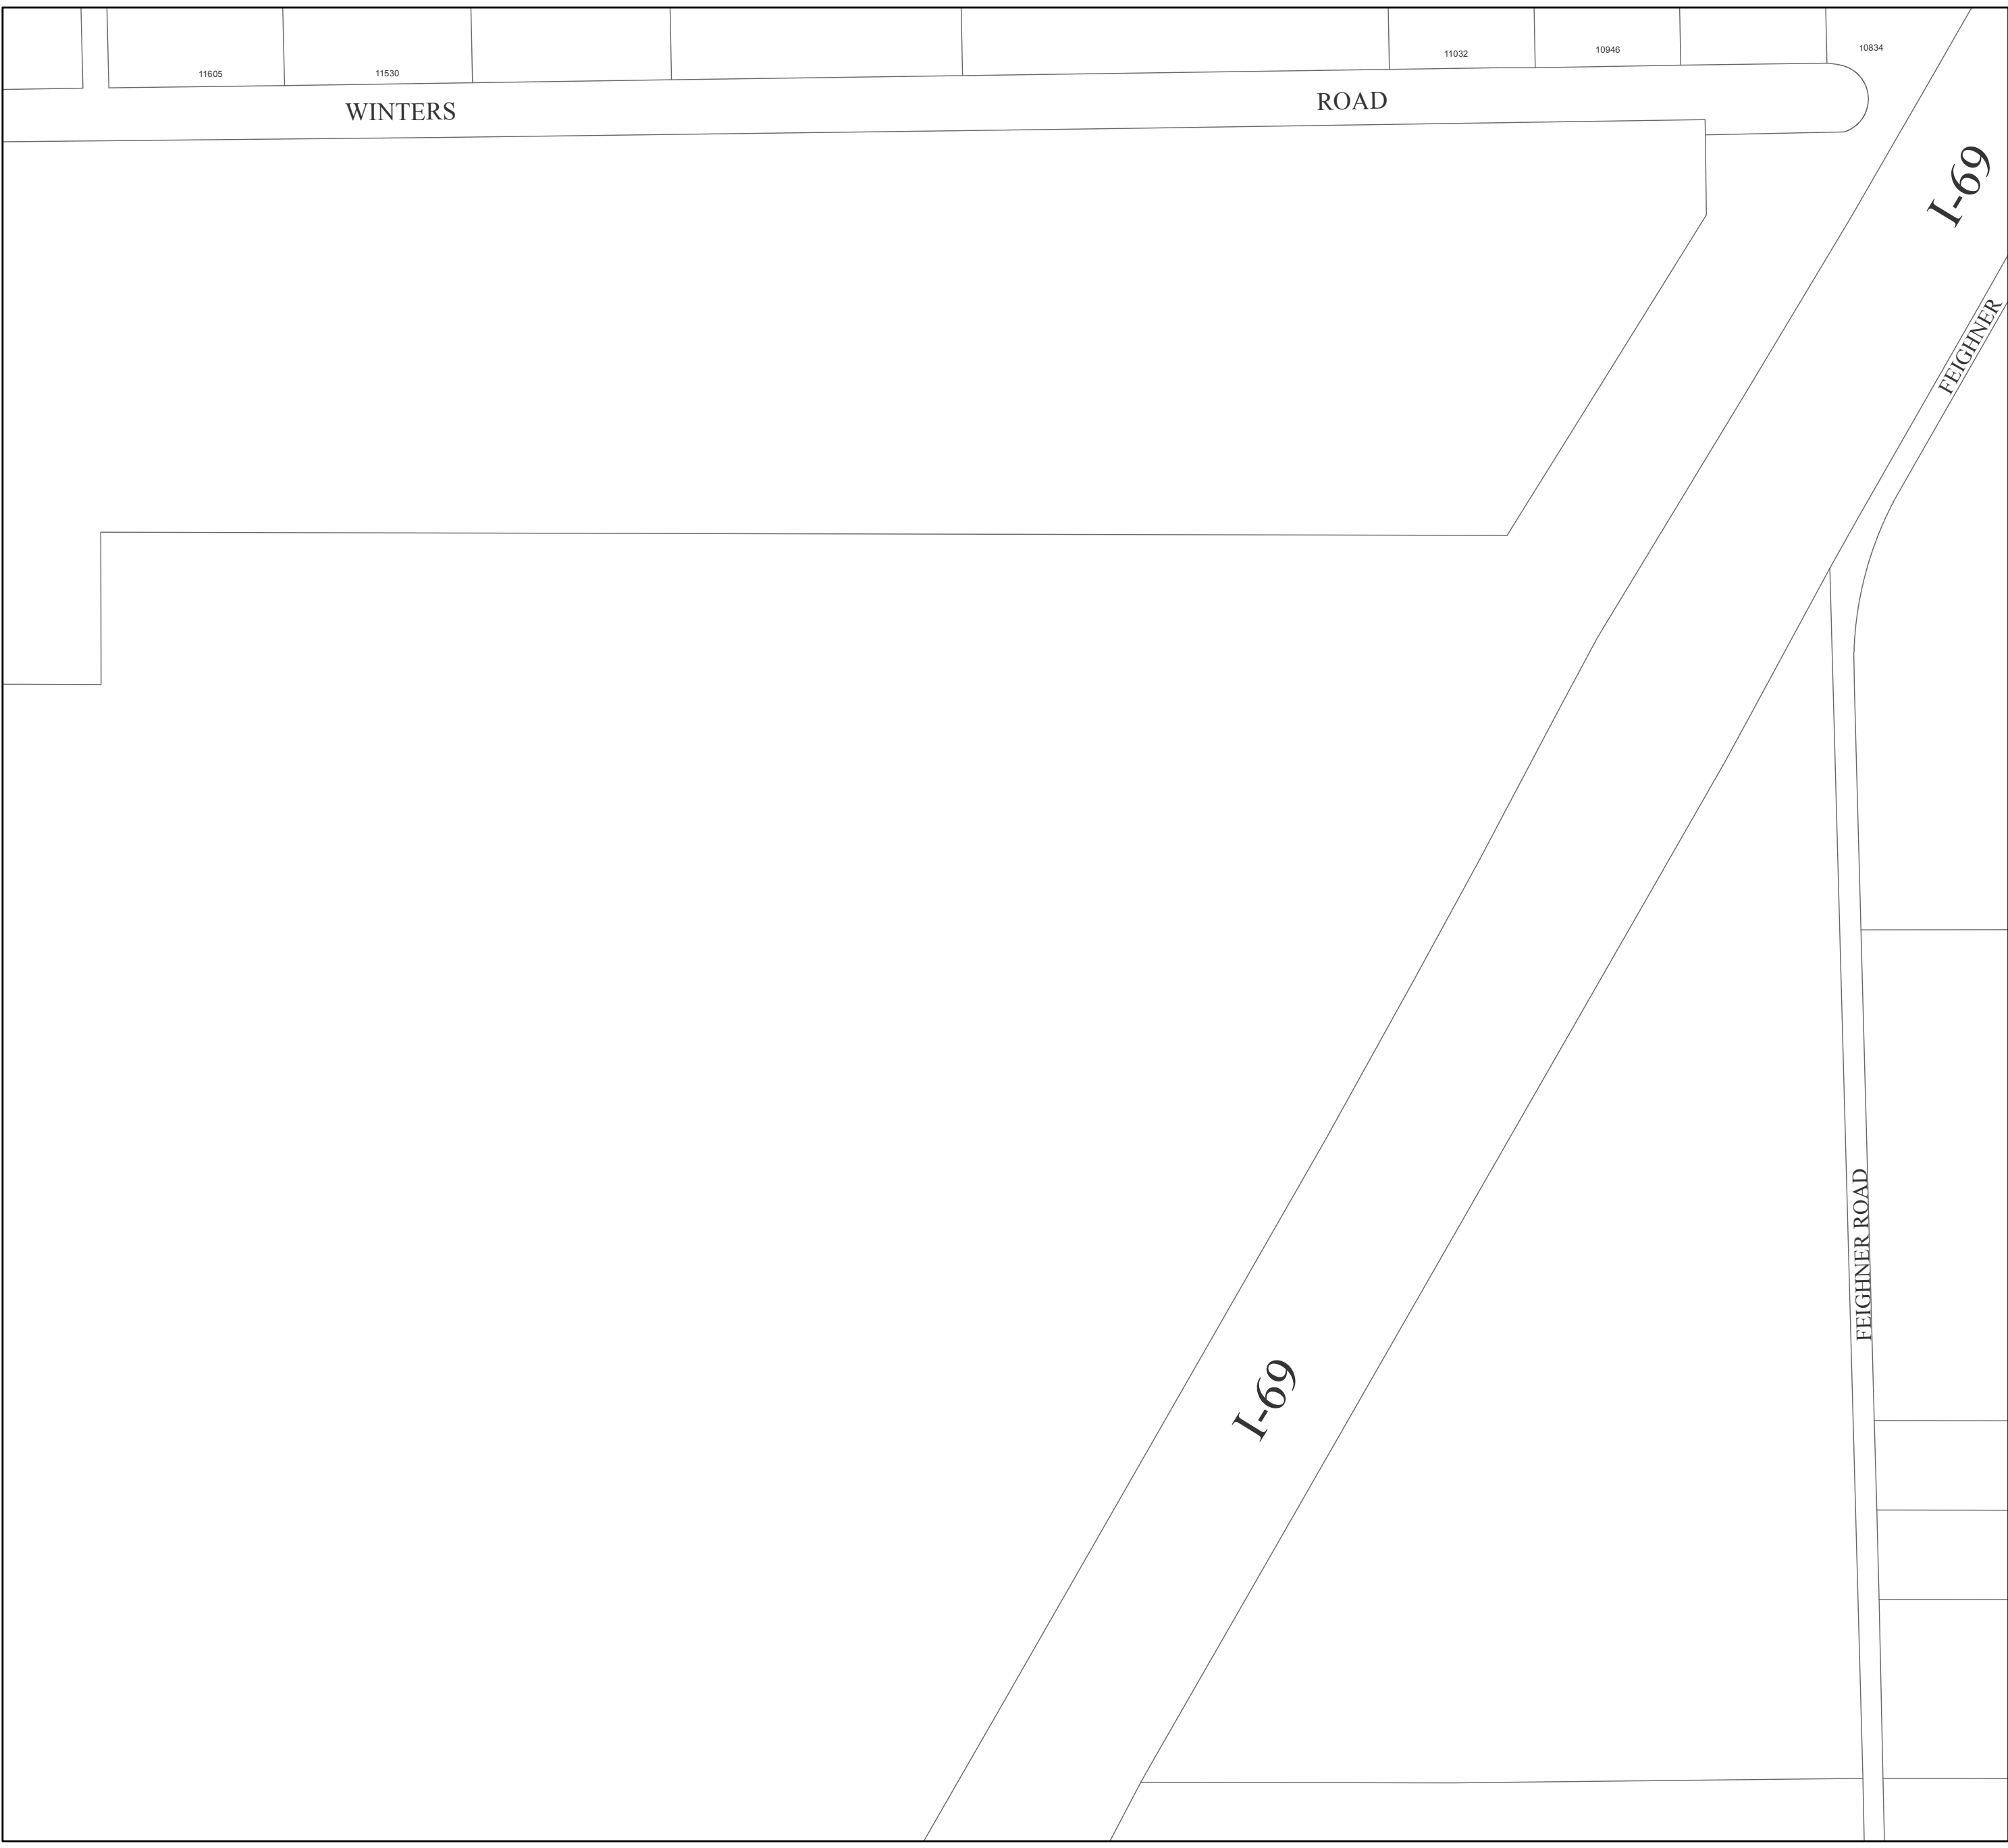 11605
11530
11032
10946
10834
WINTERS
ROAD
I-69
FEIGHNER
FEIGHNER ROAD
I-69